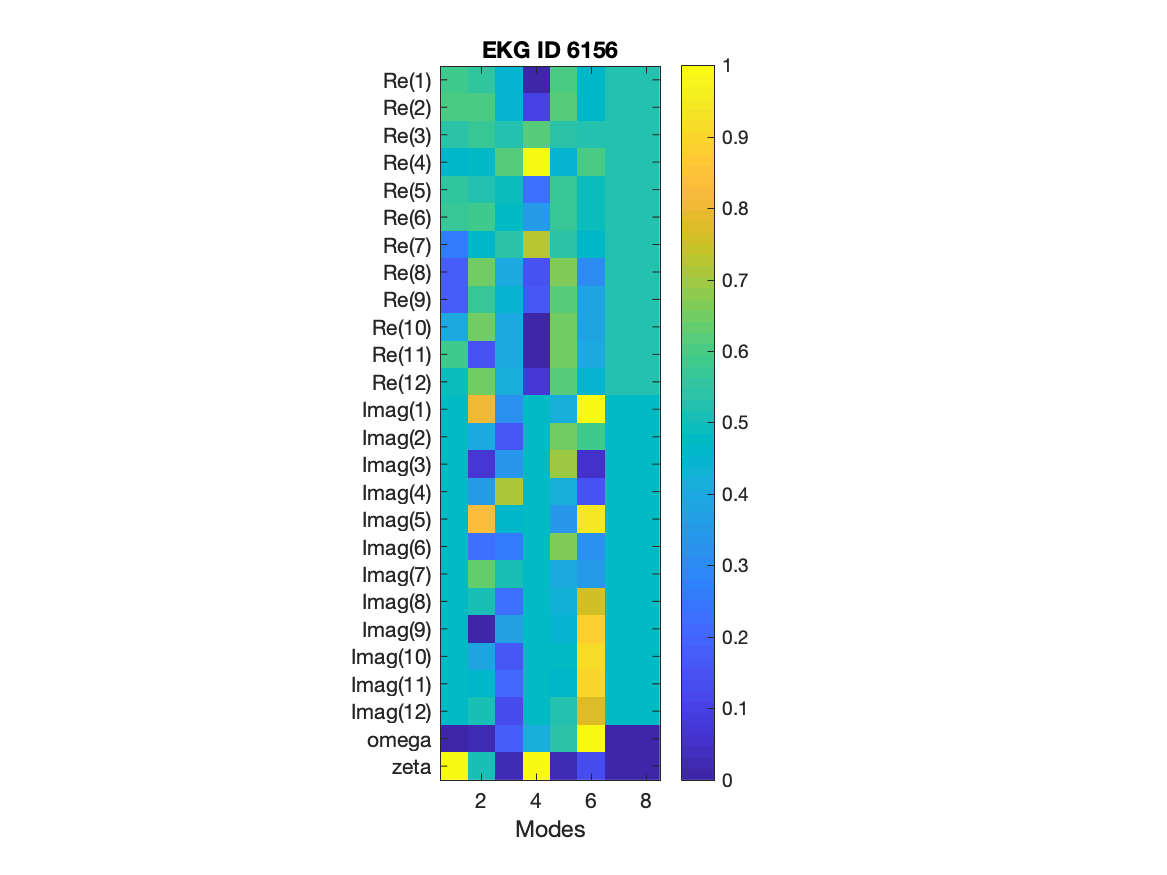 EKG ID 6156
Re(1)
Re(2)
Re(3)
Re(4)
Re(5)
Re(6)
Re(7)
Re(8)
Re(9)
Re(10)
Re(11)
Re(12)
Imag(1)
Imag(2)
Imag(3)
Imag(4)
Imag(5)
Imag(6)
Imag(7)
Imag(8)
Imag(9)
Imag(10)
Imag(11)
Imag(12)
omega
zeta
2 4 6 8
Modes
1
0.9
0.8
0.7
0.6
0.5
0.4
0.3
0.2
0.1
0